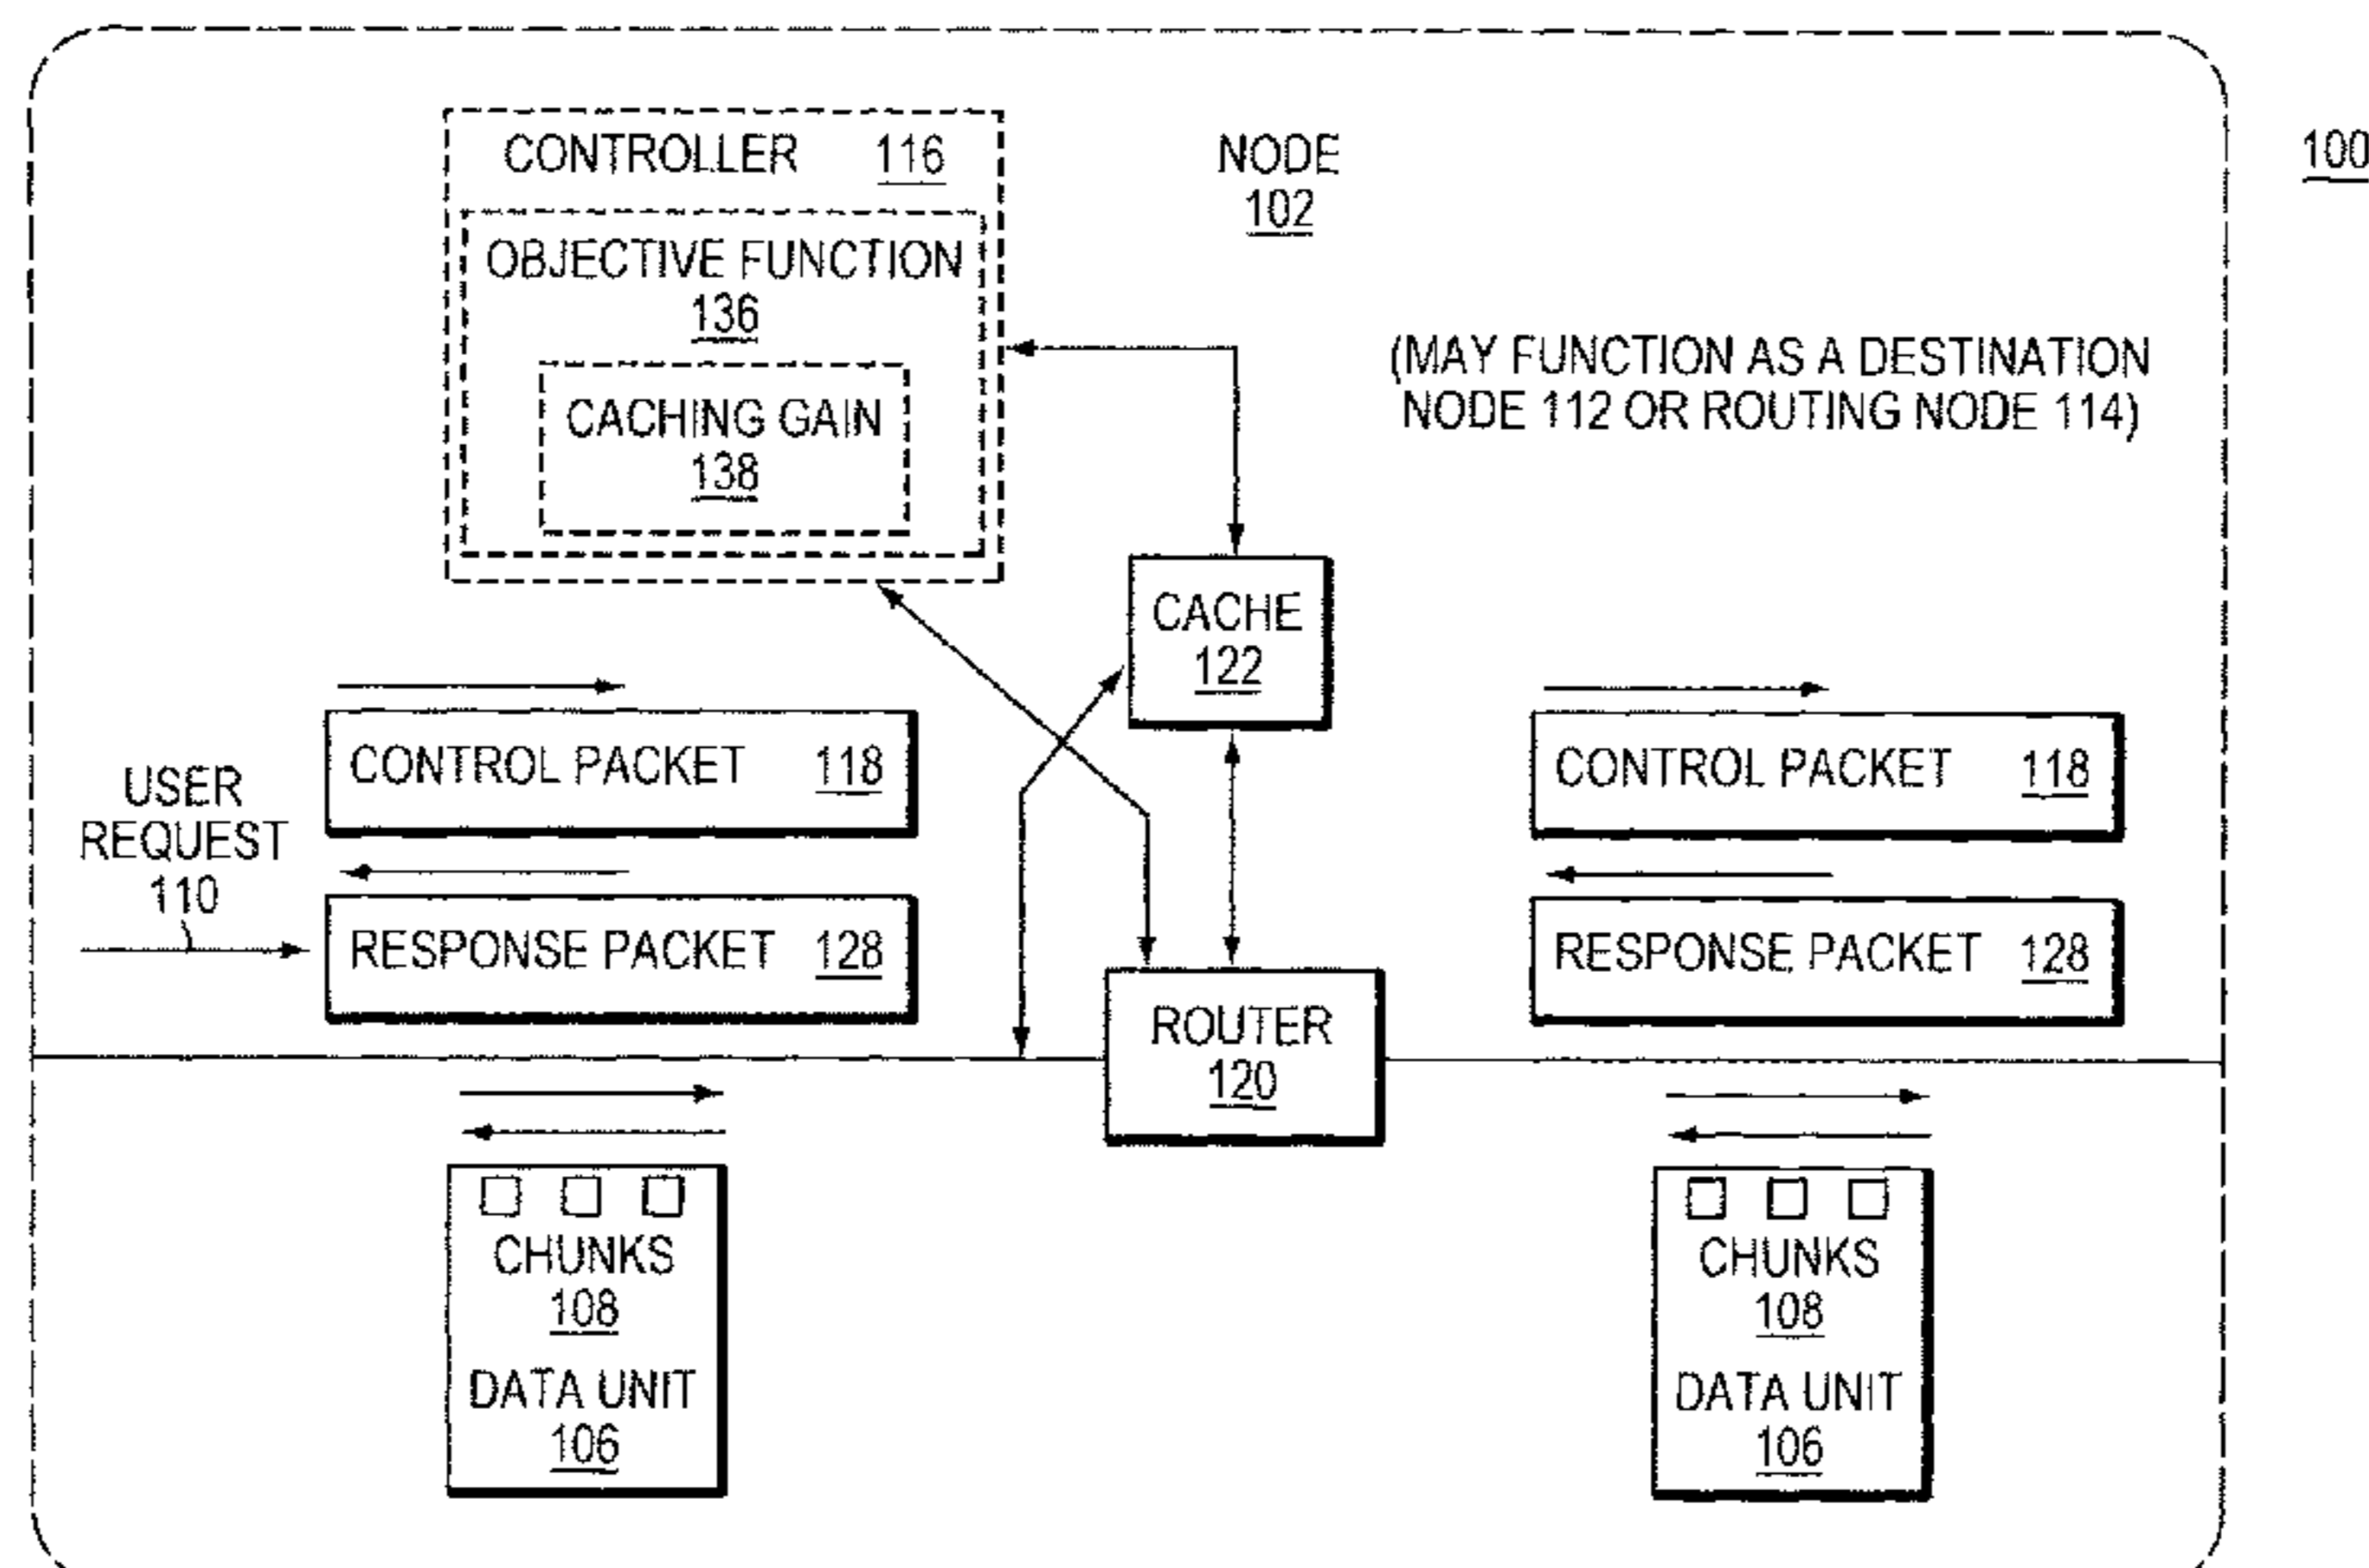 CONTROLLER 116
NODE
102
100
OBJECTIVE FUNCTION
136
CACHING GAIN
138
(MAY FUNCTION AS A DESTINATION
NODE 112 OR ROUTING NODE 114)
CACHE
122
USER
REQUEST
110
CONTROL PACKET 118
RESPONSE PACKET 128
CONTROL PACKET 118
RESPONSE PACKET 128
ROUTER
120
CHUNKS
108
DATA UNIT
106
CHUNKS
108
DATA UNIT
106